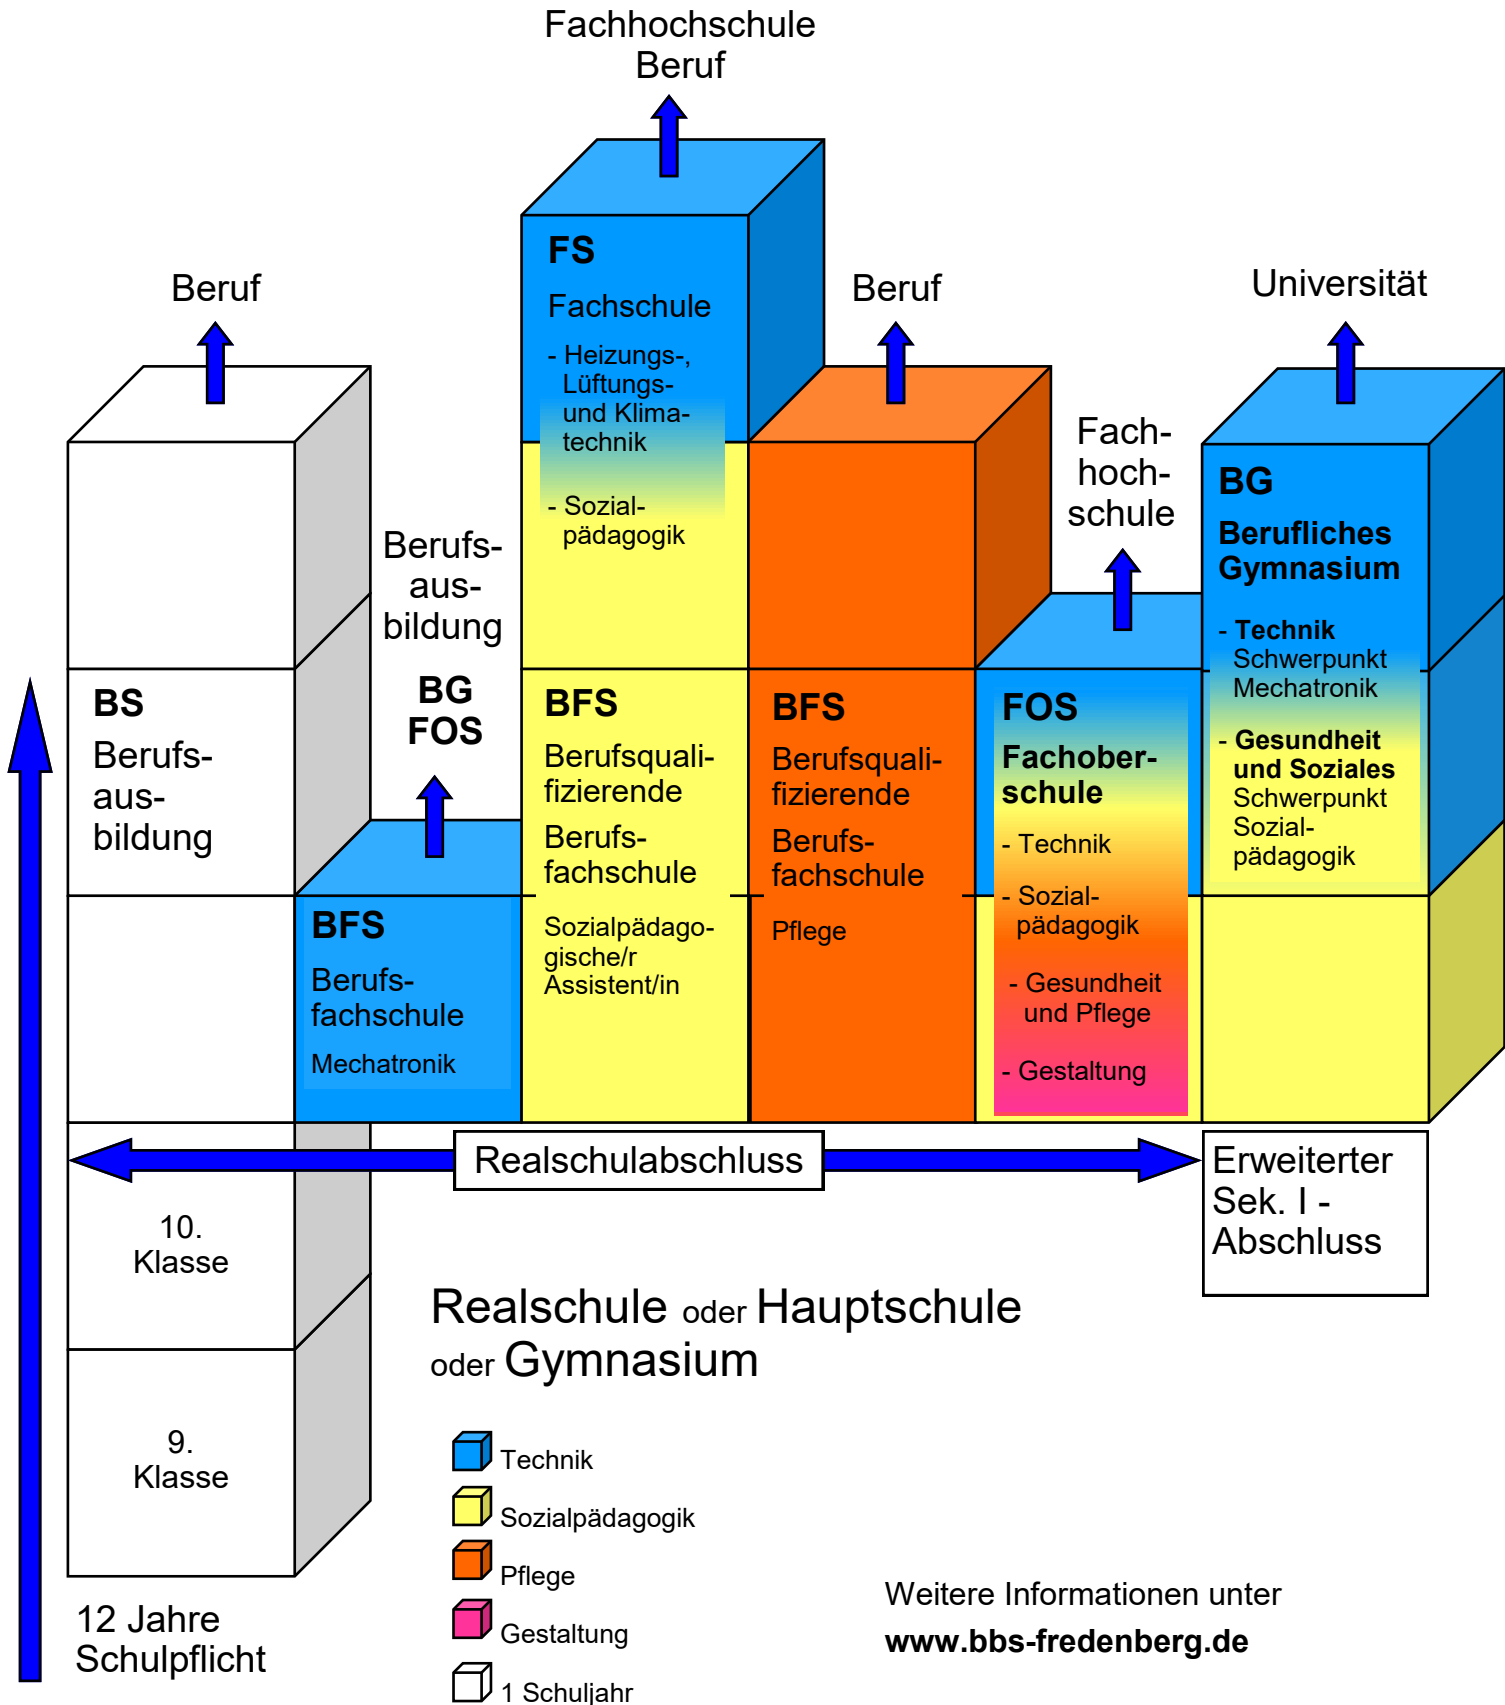 Fachhochschule
Beruf
FS
Fachschule
- Heizungs-,
Lüftungs-
und Klima-
technik
- Sozial-
pädagogik
Beruf
Beruf
Universität
Fach-
hoch-
schule
Berufs-
aus-
bildung
BG
FOS
BS
Berufs-
aus-
bildung
BFS
Berufs-
fachschule
Mechatronik
BFS
Berufsquali-
fizierende
Berufs-
fachschule
Sozialpädago-
gische/r
Assistent/in
BFS
Berufsquali-
fizierende
Berufs-
fachschule
Pflege
FOS
Fachober-
schule
- Technik
- Sozial-
pädagogik
- Gesundheit
und Pflege
- Gestaltung
BG
Berufliches
Gymnasium
- Technik
Schwerpunkt
Mechatronik
- Gesundheit
und Soziales
Schwerpunkt
Sozial-
pädagogik
Realschulabschluss
Erweiterter
Sek. I -
Abschluss
10.
Klasse
9.
Klasse
Realschule oder Hauptschule
oder Gymnasium
Technik
Sozialpädagogik
Pflege
Gestaltung
1 Schuljahr
12 Jahre
Schulpflicht
Weitere Informationen unter
www.bbs-fredenberg.de